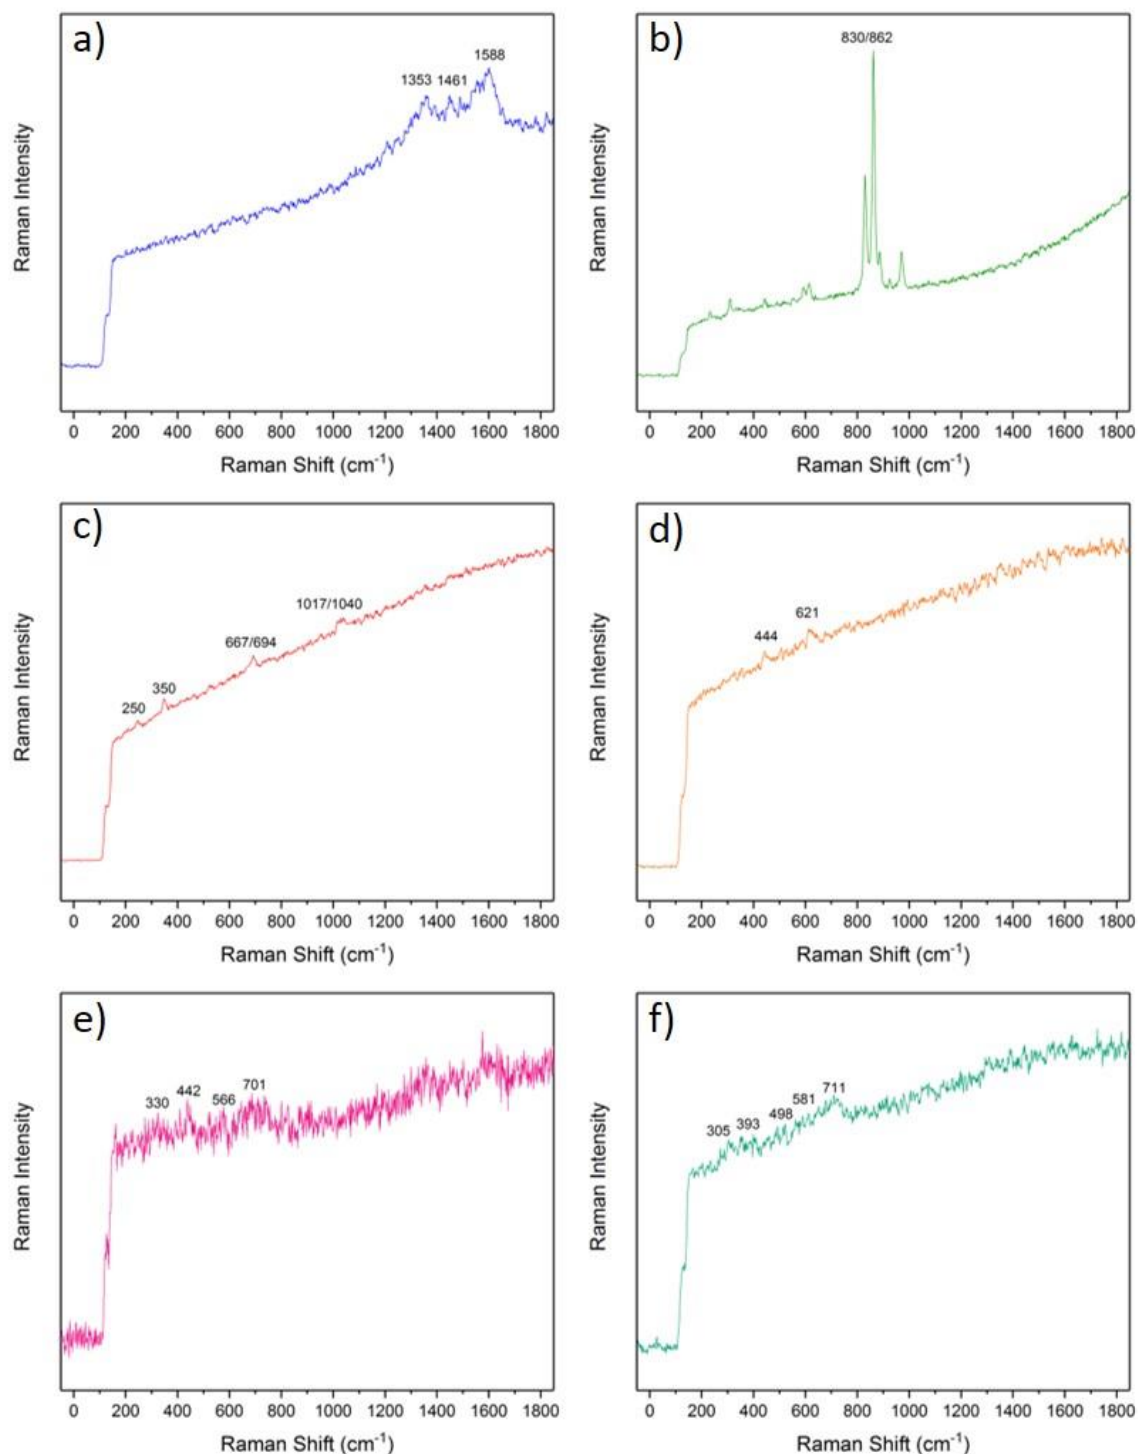 a)
1353 1461 1588
Raman Intensity
0 200 400 600 800 1000 1200 1400 1600 1800
Raman Shift (cm⁻¹)
b)
830/862
Raman Intensity
0 200 400 600 800 1000 1200 1400 1600 1800
Raman Shift (cm⁻¹)
c)
250 350 667/694 1017/1040
Raman Intensity
0 200 400 600 800 1000 1200 1400 1600 1800
Raman Shift (cm⁻¹)
d)
444 621
Raman Intensity
0 200 400 600 800 1000 1200 1400 1600 1800
Raman Shift (cm⁻¹)
e)
330 442 566 701
Raman Intensity
0 200 400 600 800 1000 1200 1400 1600 1800
Raman Shift (cm⁻¹)
f)
305 393 498 581 711
Raman Intensity
0 200 400 600 800 1000 1200 1400 1600 1800
Raman Shift (cm⁻¹)